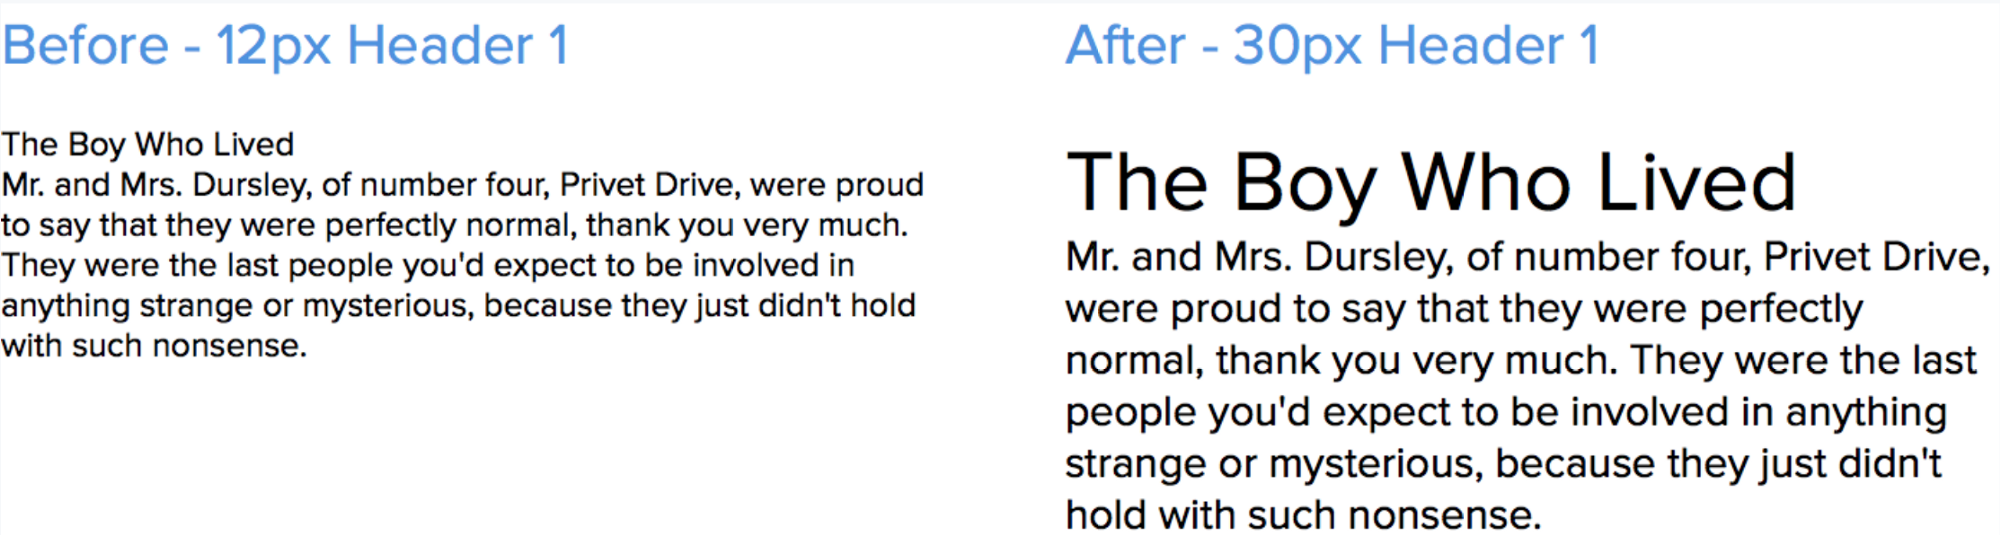 Before - 12px Header 1
The Boy Who Lived
Mr. and Mrs. Dursley, of number four, Privet Drive, were proud
to say that they were perfectly normal, thank you very much.
They were the last people you'd expect to be involved in
anything strange or mysterious, because they just didn't hold
with such nonsense.
After - 30px Header 1
The Boy Who Lived
Mr. and Mrs. Dursley, of number four, Privet Drive,
were proud to say that they were perfectly
normal, thank you very much. They were the last
people you'd expect to be involved in anything
strange or mysterious, because they just didn't
hold with such nonsense.